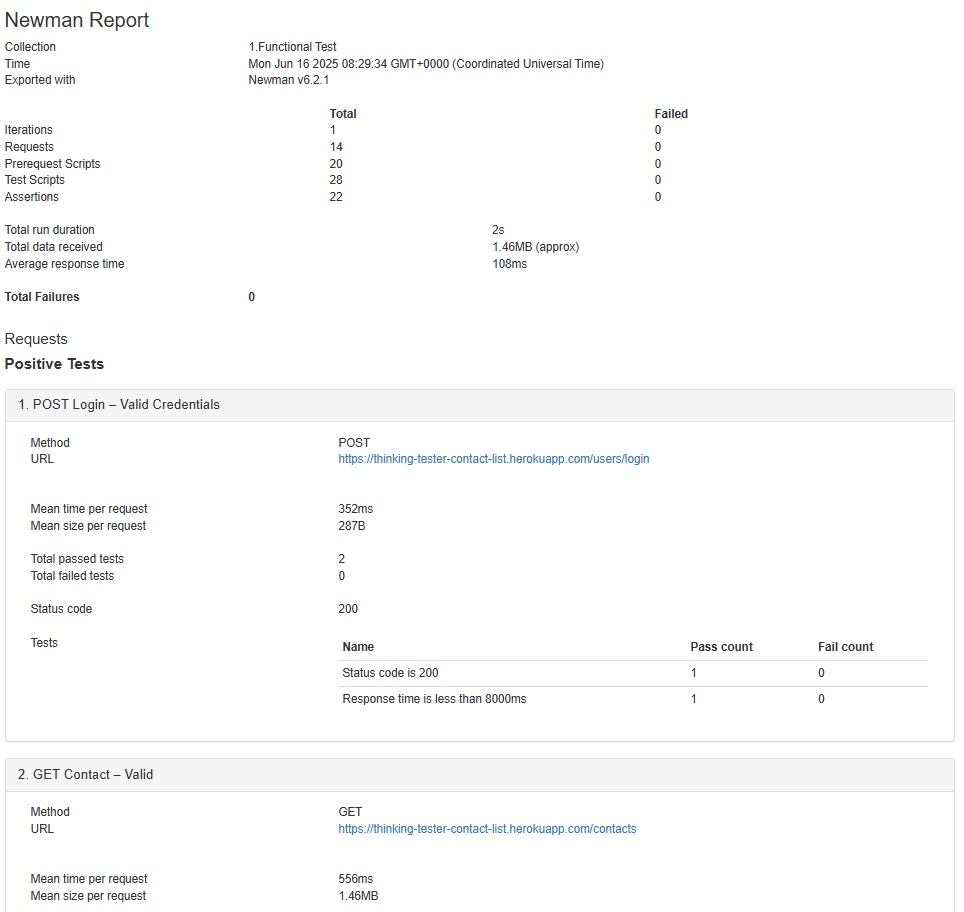 Newman Report
Collection 1.Functional Test
Time Mon Jun 16 2025 08:29:34 GMT+0000 (Coordinated Universal Time)
Exported with Newman v6.2.1
Total Failed
Iterations 1 0
Requests 14 0
Prerequest Scripts 20 0
Test Scripts 28 0
Assertions 22 0
Total run duration 2s
Total data received 1.46MB (approx)
Average response time 108ms
Total Failures 0
Requests
Positive Tests
1. POST Login – Valid Credentials
Method POST
URL https://thinking-tester-contact-list.herokuapp.com/users/login
Mean time per request 352ms
Mean size per request 287B
Total passed tests 2
Total failed tests 0
Status code 200
Tests Name Pass count Fail count
Status code is 200 1 0
Response time is less than 8000ms 1 0
2. GET Contact – Valid
Method GET
URL https://thinking-tester-contact-list.herokuapp.com/contacts
Mean time per request 556ms
Mean size per request 1.46MB